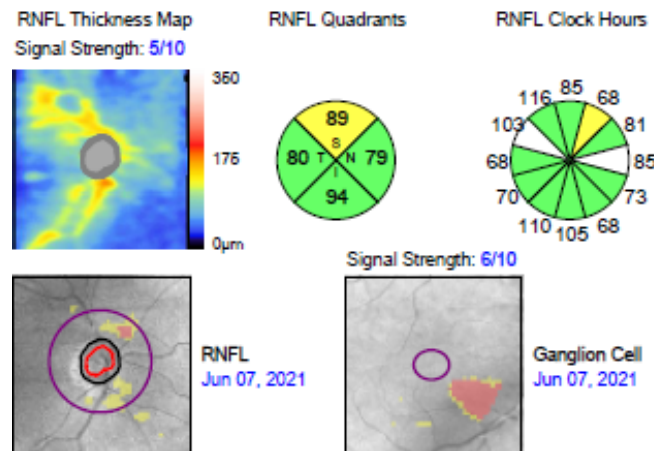 RNFL Thickness Map
RNFL Quadrants
RNFL Clock Hours
Signal Strength: 5/10
350
175
0μm
89
S
80 T N 79
I
94
85
116 68
103 81
68 85
70 73
110 68
105
Signal Strength: 6/10
RNFL
Jun 07, 2021
Ganglion Cell
Jun 07, 2021